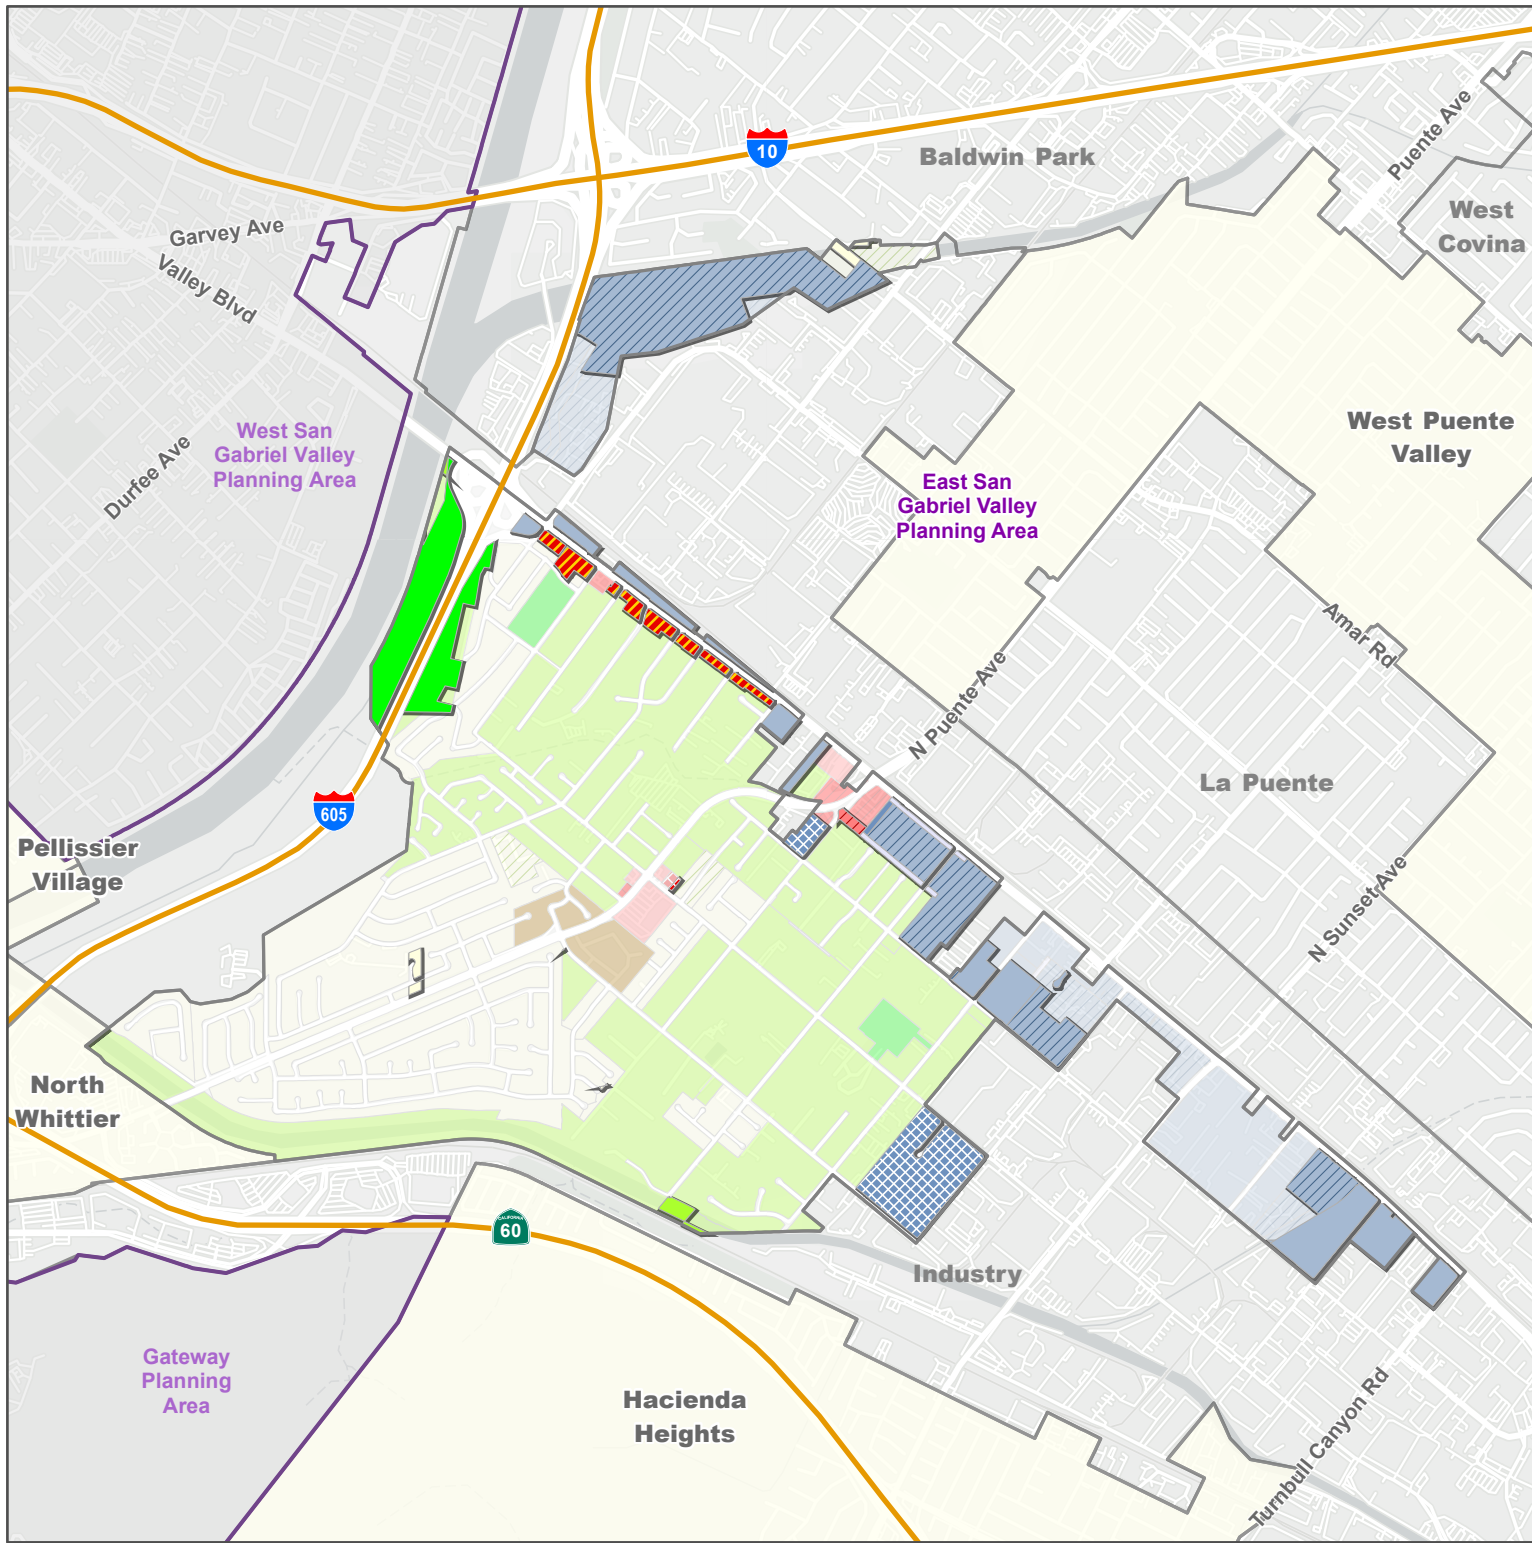 10
Baldwin Park
Puente Ave
West
Covina
Garvey Ave
Valley Blvd
West San
Gabriel Valley
Planning Area
Durfee Ave
West Puente
Valley
East San
Gabriel Valley
Planning Area
Amar Rd
N Puente Ave
La Puente
605
Pellissier
Village
N Sunset Ave
North
Whittier
CALIFORNIA
60
Industry
Gateway
Planning
Area
Hacienda
Heights
Turnbull Canyon Rd